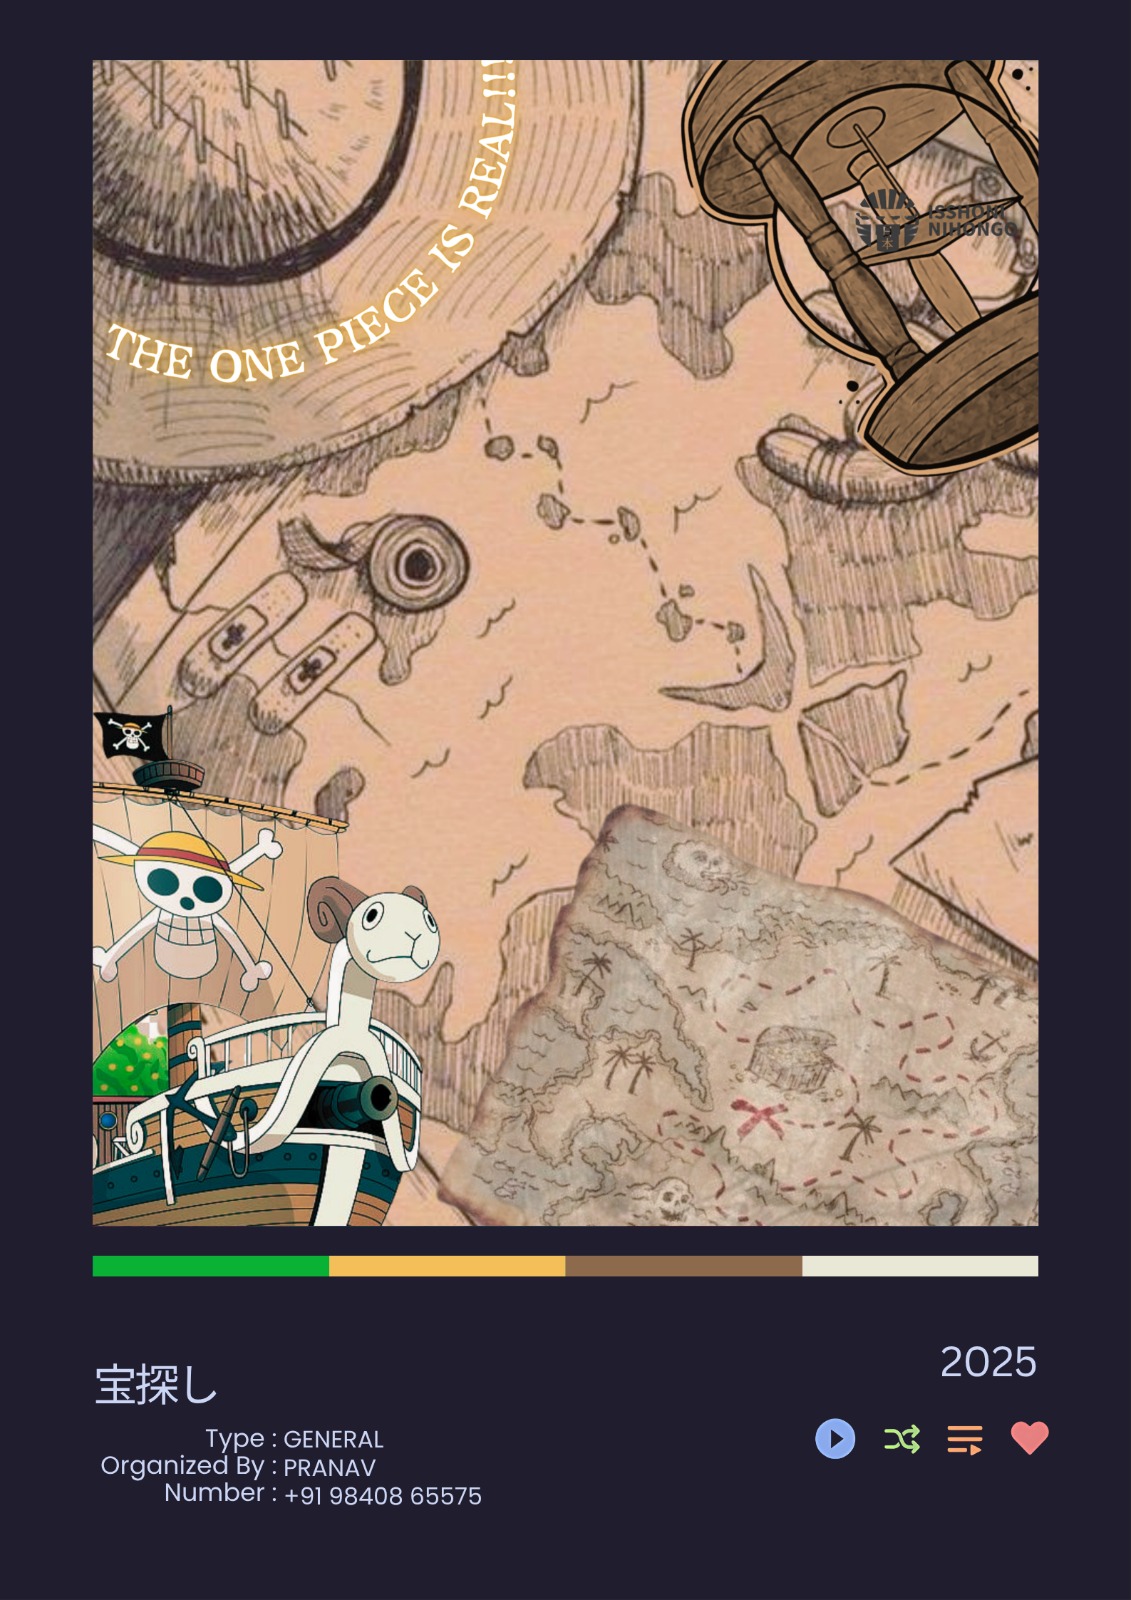 THE ONE PIECE IS REAL!!!
ISSHONI
NIHONGO
宝探し
2025
Type : GENERAL
Organized By : PRANAV
Number : +91 98408 65575